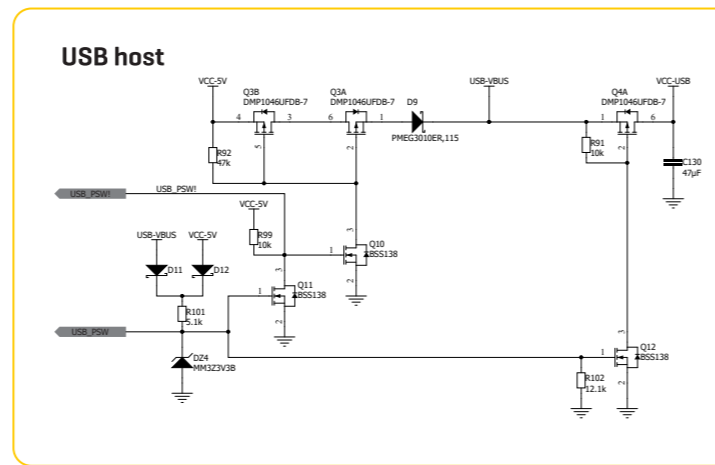 USB host
VCC-5V
Q3B
DMP1046UFDB-7
Q3A
DMP1046UFDB-7
D9
PMEG3010ER,115
USB-VBUS
Q4A
DMP1046UFDB-7
VCC-USB
4
3
5
6
1
2
1
6
2
R92
47k
R91
10k
C130
47µF
USB_PSW!
USB_PSW!
VCC-5V
R99
10k
3
1
2
Q10
BSS138
USB-VBUS
VCC-5V
D11
D12
3
1
2
Q11
BSS138
R101
5.1k
USB_PSW
DZ4
MM3Z3V3B
3
1
2
Q12
BSS138
R102
12.1k